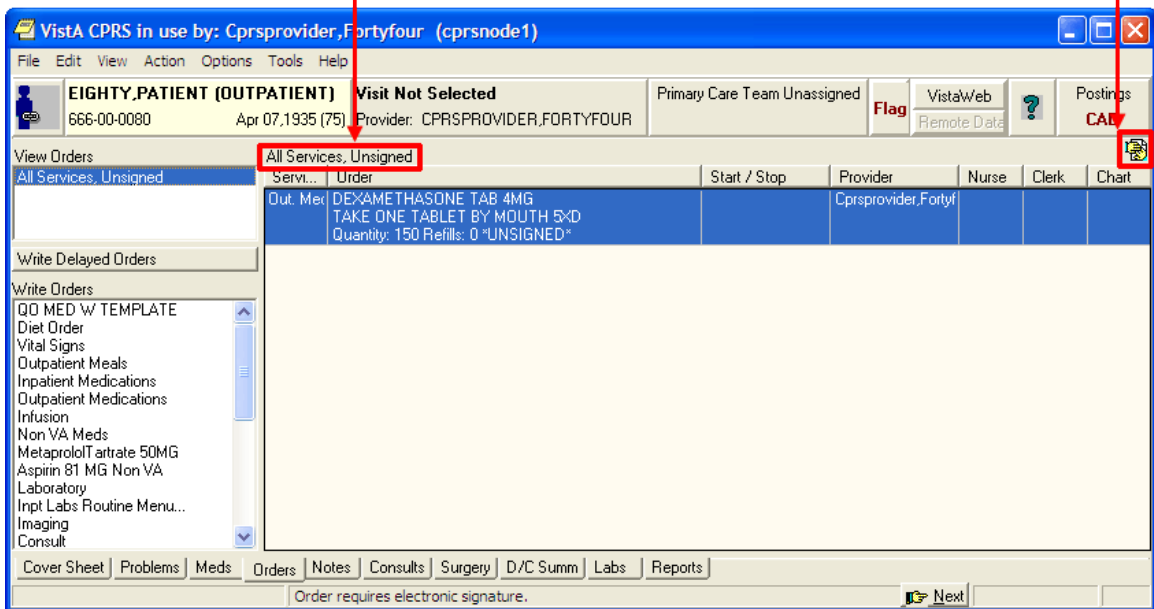 VistA CPRS in use by: Cprsprovider,Fortyfour (cprsnode1)
File Edit View Action Options Tools Help
EIGHTY,PATIENT (OUTPATIENT) Visit Not Selected Primary Care Team Unassigned Flag VistaWeb Postings
666-00-0080 Apr 07,1935 (75) Provider: CPRSPROVIDER,FORTYFOUR Remote Data ? CAD
View Orders All Services, Unsigned
All Services, Unsigned Servi... Order Start / Stop Provider Nurse Clerk Chart
Out. Med DEXAMETHASONE TAB 4MG Cprsprovider,Fortyf
TAKE ONE TABLET BY MOUTH 5XD
Quantity: 150 Refills: 0 *UNSIGNED*
Write Delayed Orders
Write Orders
QO MED W/ TEMPLATE
Diet Order
Vital Signs
Outpatient Meals
Inpatient Medications
Outpatient Medications
Infusion
Non VA Meds
MetaprololTartrate 50MG
Aspirin 81 MG Non VA
Laboratory
Inpt Labs Routine Menu...
Imaging
Consult
Cover Sheet Problems Meds Orders Notes Consults Surgery D/C Summ Labs Reports
Order requires electronic signature. Next